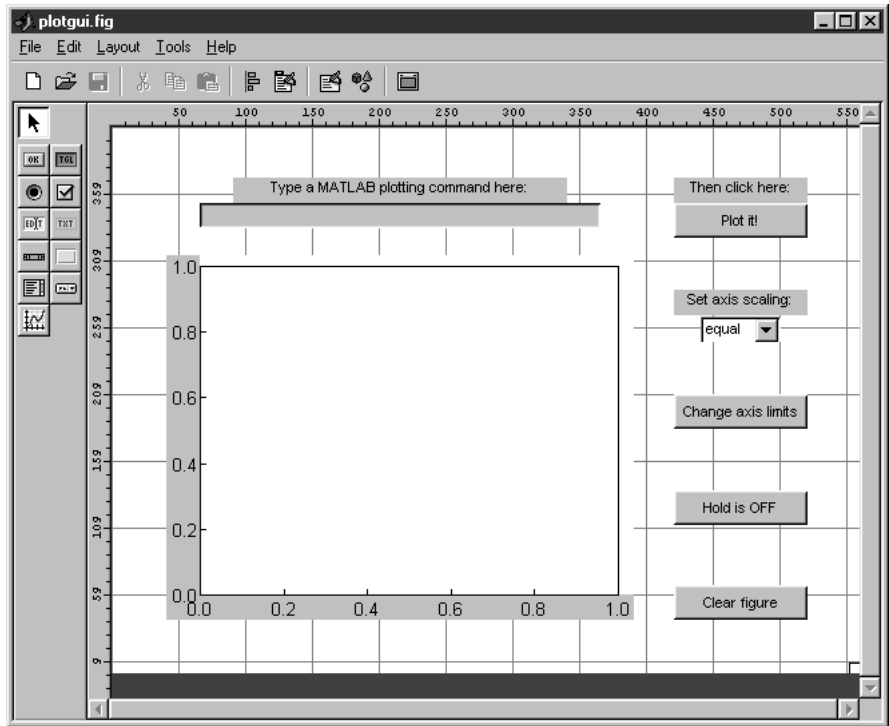 plotgui.fig
File Edit Layout Tools Help
50 100 150 200 250 300 350 400 450 500 550
OK TGL
EDIT TXT
359
309
259
209
159
109
59
9
Type a MATLAB plotting command here:
Then click here:
Plot it!
Set axis scaling:
equal
Change axis limits
Hold is OFF
Clear figure
1.0
0.8
0.6
0.4
0.2
0.0
0.0 0.2 0.4 0.6 0.8 1.0